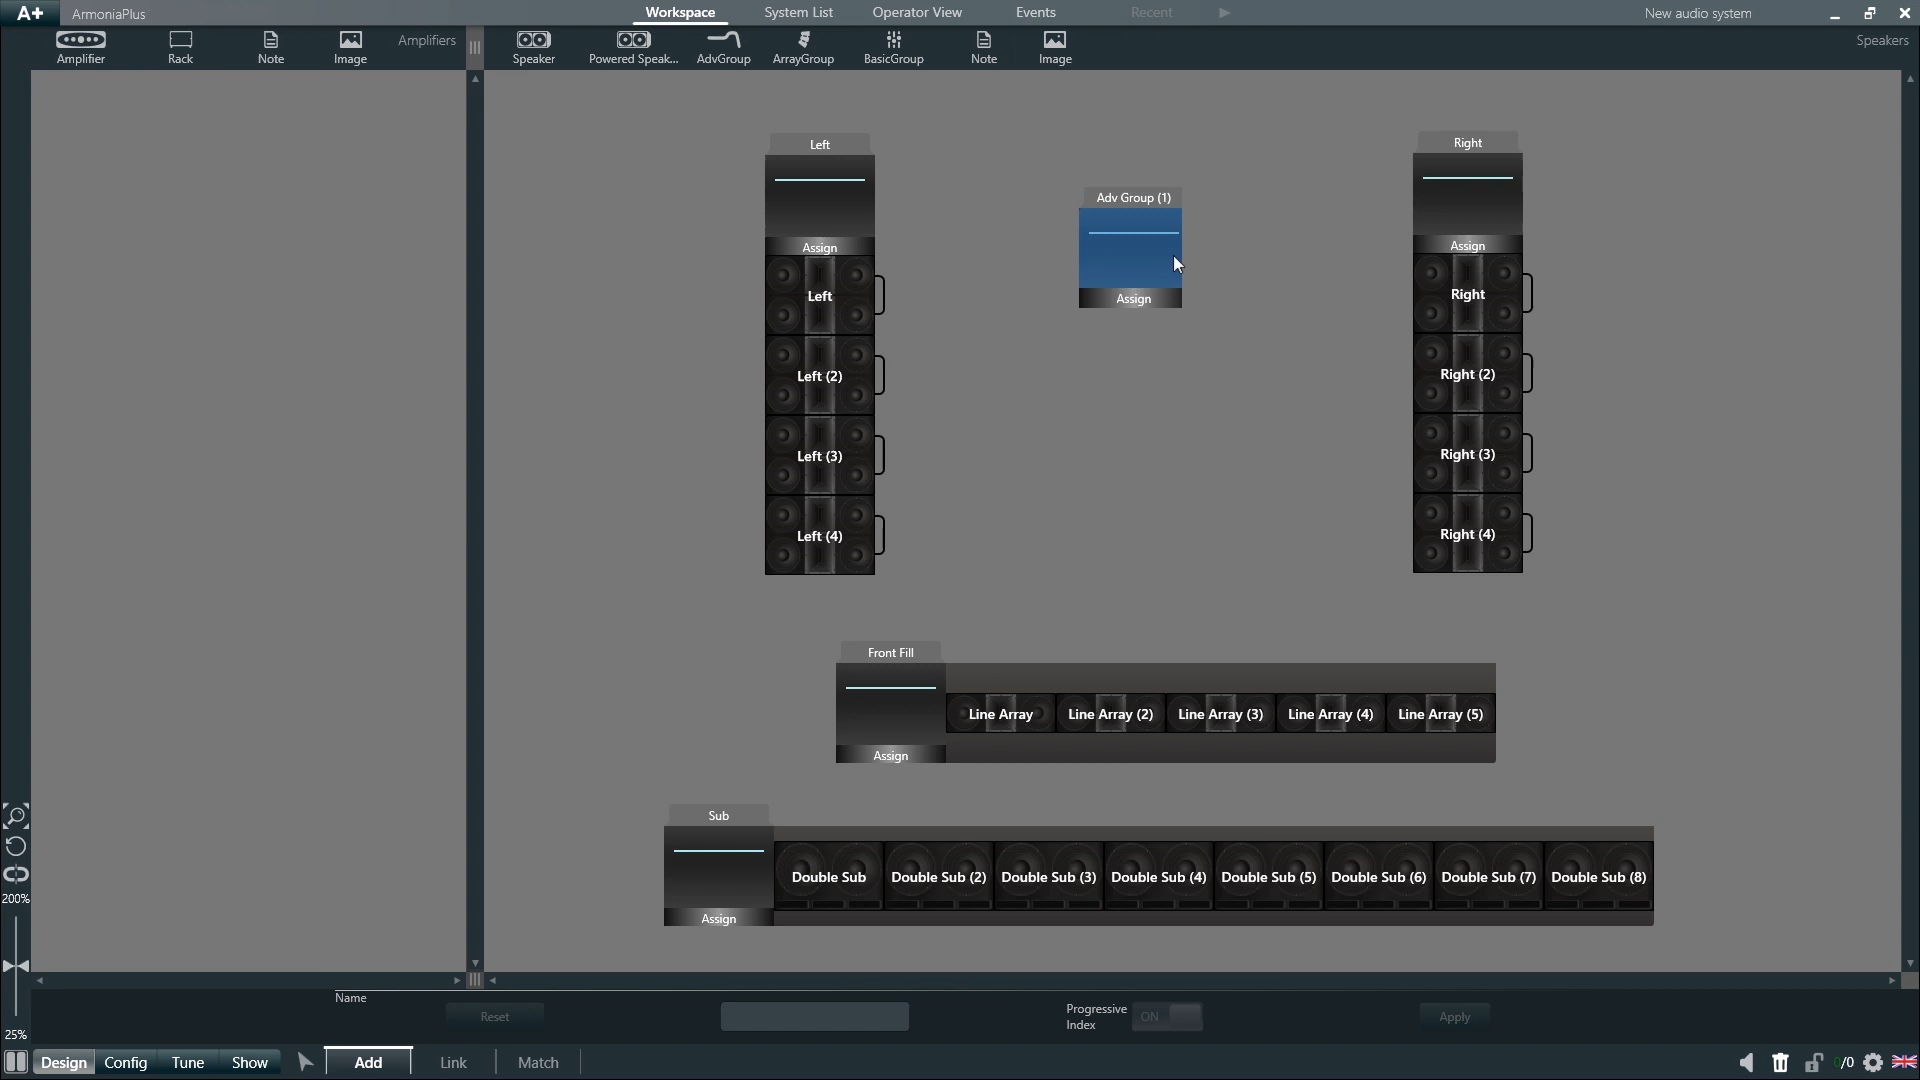 A+ ArmoniaPlus Workspace System List Operator View Events Recent New audio system
Amplifier Rack Note Image Amplifiers Speaker Powered Speak... AdvGroup ArrayGroup BasicGroup Note Image Speakers
Left
Right
Adv Group (1)
Assign
Assign
Assign
Left
Right
Left (2)
Right (2)
Left (3)
Right (3)
Left (4)
Right (4)
Front Fill
Line Array Line Array (2) Line Array (3) Line Array (4) Line Array (5)
Assign
Sub
Double Sub Double Sub (2) Double Sub (3) Double Sub (4) Double Sub (5) Double Sub (6) Double Sub (7) Double Sub (8)
Assign
200%
25%
Name
Reset
Progressive Index
ON
Apply
Design Config Tune Show Add Link Match 0/0